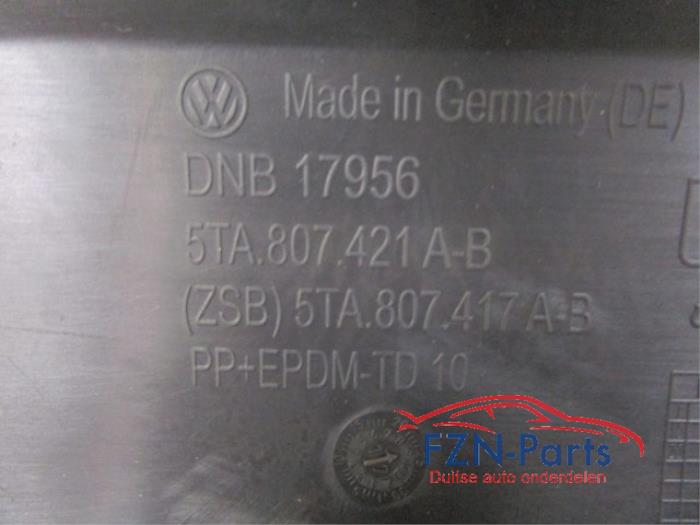 Made in Germany (DE)
DNB 17956
5TA.807.421 A-B
(ZSB) 5TA.807.417 A-B
PP+EPDM-TD 10
FZN-Parts
Duitse auto onderdelen